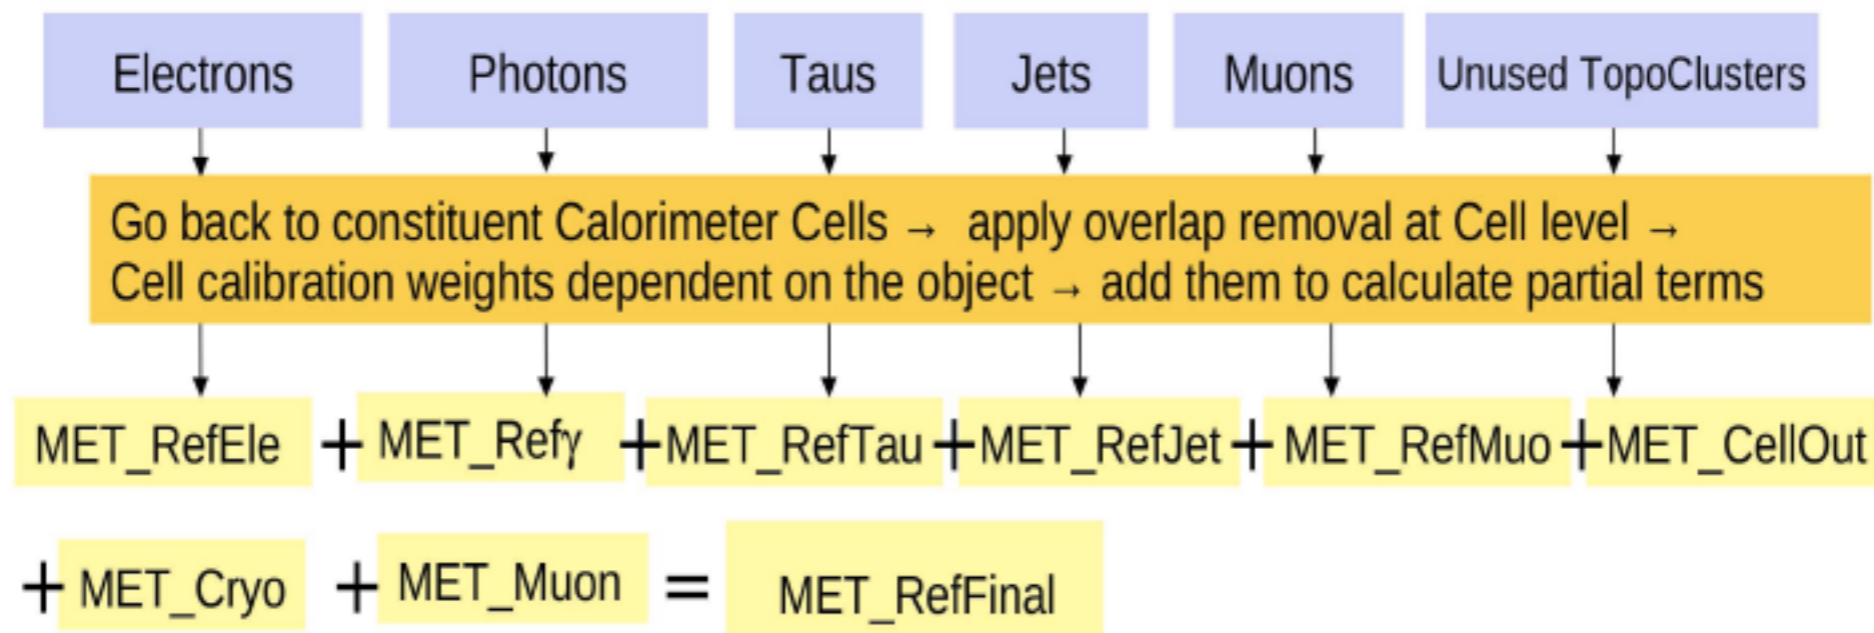 Electrons Photons Taus Jets Muons Unused TopoClusters
Go back to constituent Calorimeter Cells → apply overlap removal at Cell level →
Cell calibration weights dependent on the object → add them to calculate partial terms
MET_RefEle + MET_Refγ + MET_RefTau + MET_RefJet + MET_RefMuo + MET_CellOut
+ MET_Cryo + MET_Muon = MET_RefFinal